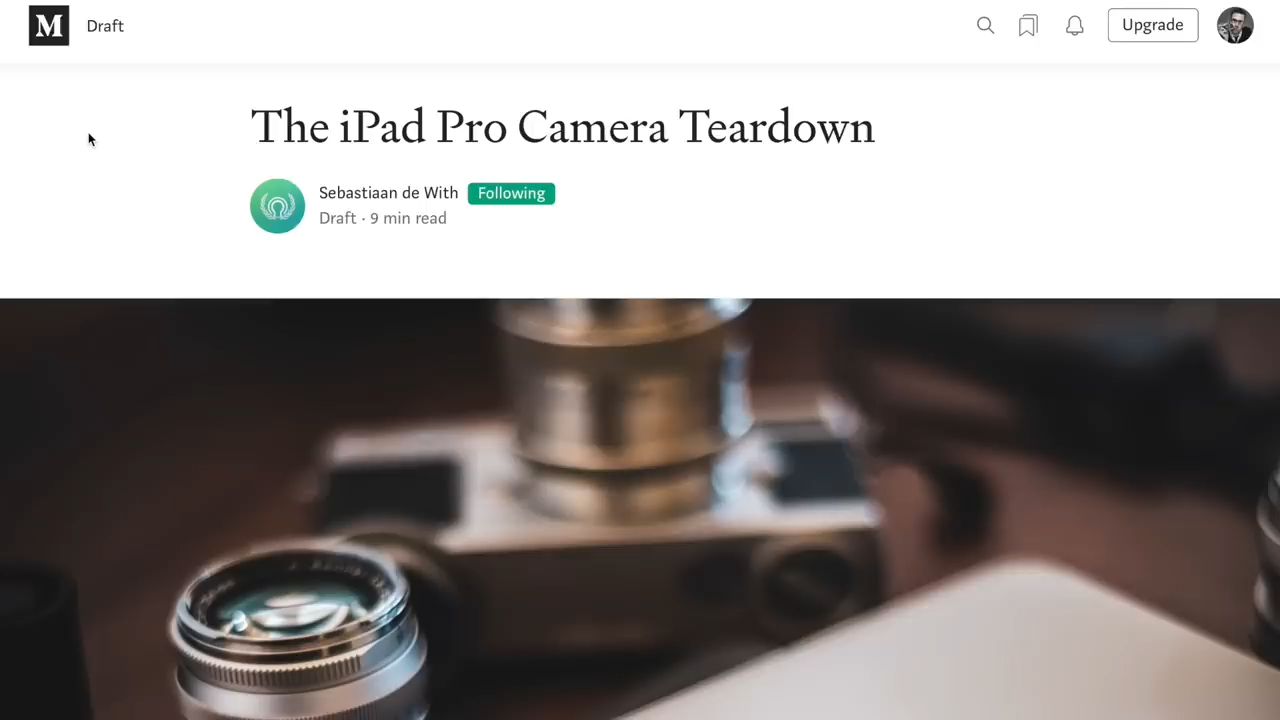 M Draft
Upgrade
The iPad Pro Camera Teardown
Sebastiaan de With Following
Draft · 9 min read